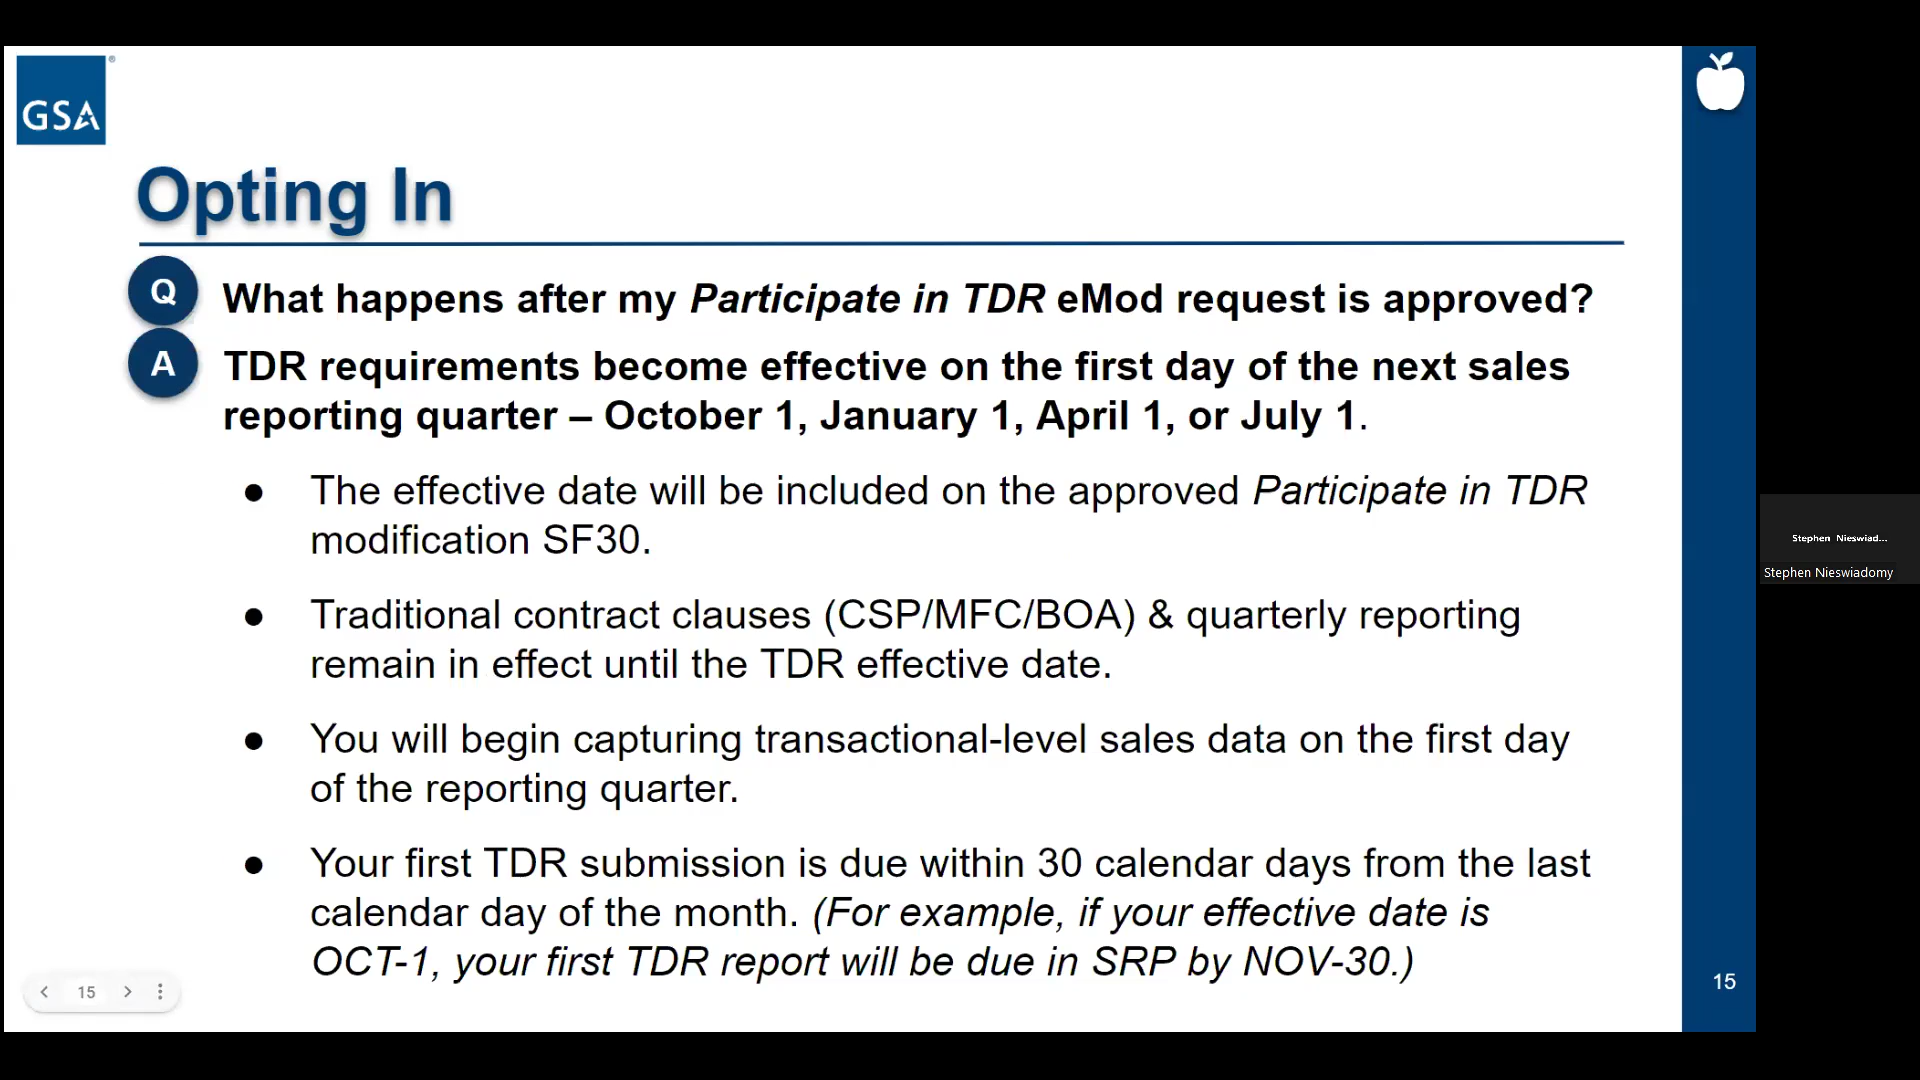 GSA
®
Opting In
Q
What happens after my Participate in TDR eMod request is approved?
A
TDR requirements become effective on the first day of the next sales
reporting quarter – October 1, January 1, April 1, or July 1.
● The effective date will be included on the approved Participate in TDR
modification SF30.
● Traditional contract clauses (CSP/MFC/BOA) & quarterly reporting
remain in effect until the TDR effective date.
● You will begin capturing transactional-level sales data on the first day
of the reporting quarter.
● Your first TDR submission is due within 30 calendar days from the last
calendar day of the month. (For example, if your effective date is
OCT-1, your first TDR report will be due in SRP by NOV-30.)
15
15
Stephen Nieswiad...
Stephen Nieswiadomy